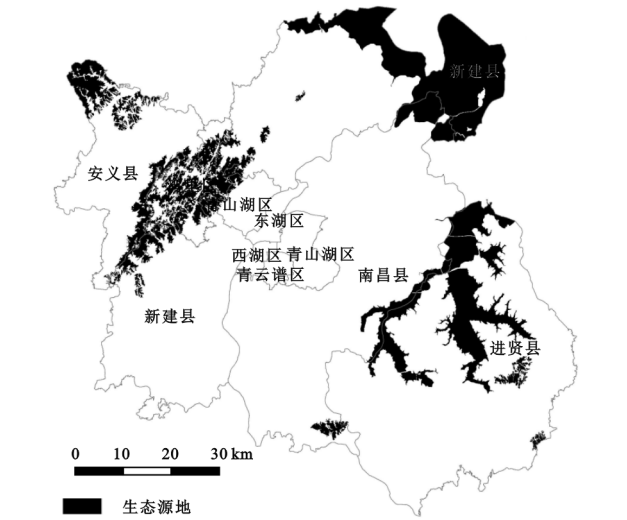 新建县
安义县
山湖区
东湖区
西湖区 青山湖区
青云谱区
南昌县
新建县
进贤县
0 10 20 30 km
生态源地